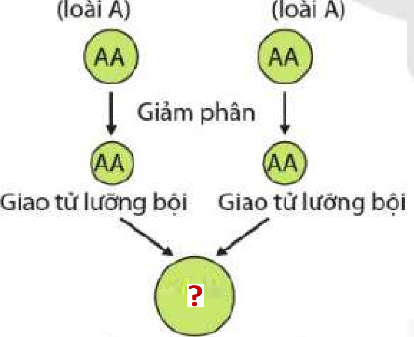 (loài A) (loài A)
AA AA
Giảm phân
AA AA
Giao tử lưỡng bội Giao tử lưỡng bội
?